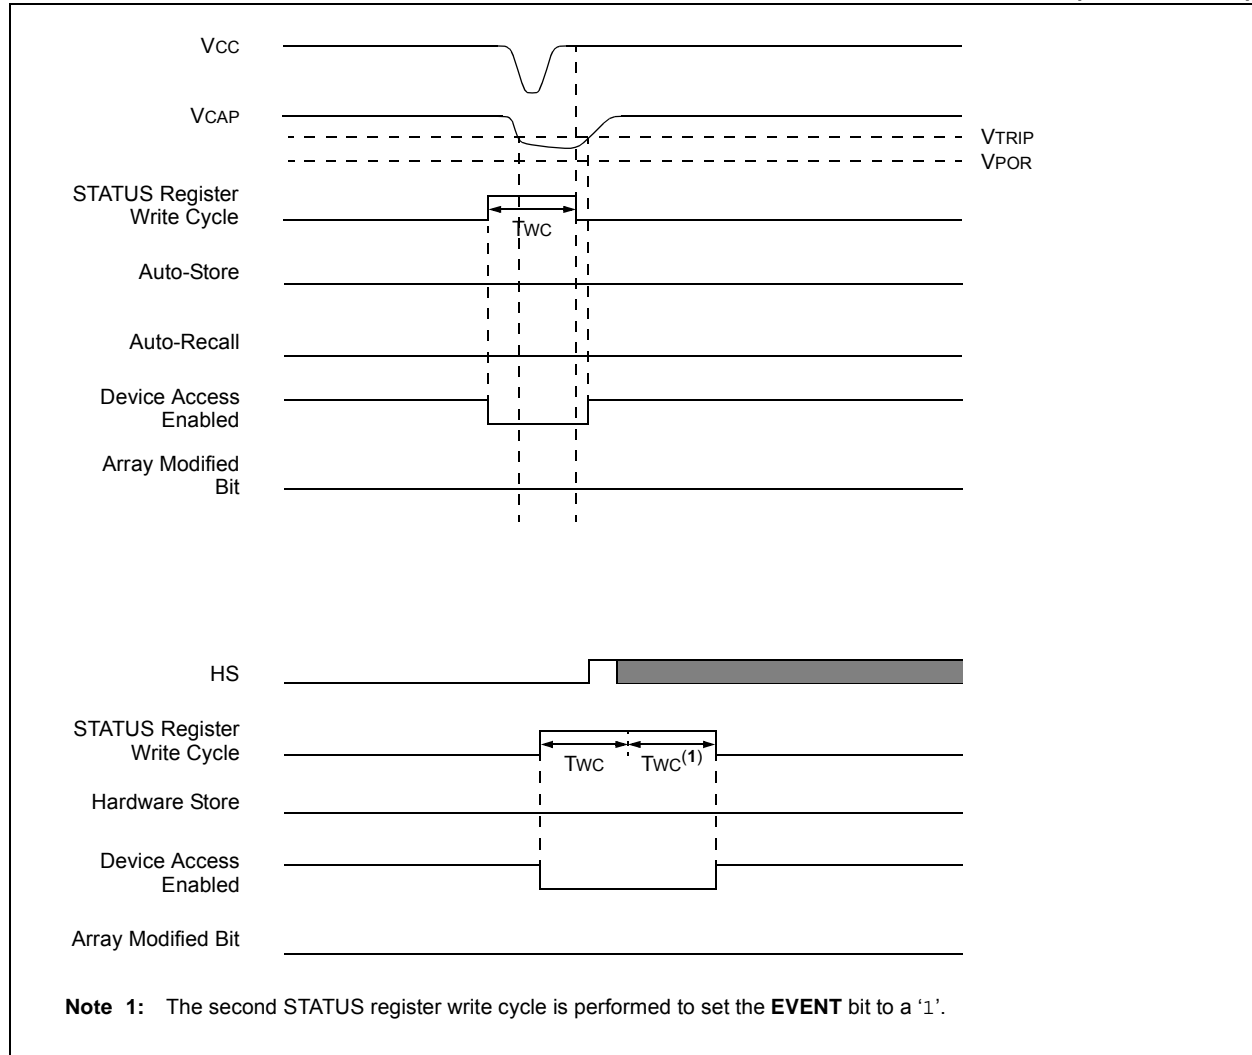 VCC
VCAP
VTRIP
VPOR
STATUS Register
Write Cycle
TWC
Auto-Store
Auto-Recall
Device Access
Enabled
Array Modified
Bit
HS
STATUS Register
Write Cycle
TWC TWC(1)
Hardware Store
Device Access
Enabled
Array Modified Bit
Note 1: The second STATUS register write cycle is performed to set the EVENT bit to a ‘1’.